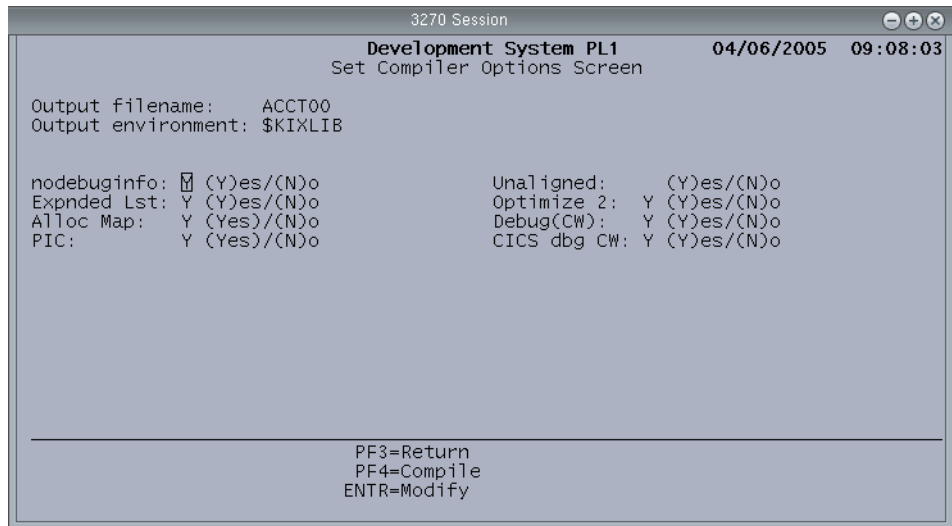 3270 Session
Development System PL1 04/06/2005 09:08:03
Set Compiler Options Screen
Output filename: ACCT00
Output environment: $KIXLIB
nodebuginfo: Y (Y)es/(N)o Unaligned: (Y)es/(N)o
Expnded Lst: Y (Y)es/(N)o Optimize 2: Y (Y)es/(N)o
Alloc Map: Y (Yes)/(N)o Debug(CW): Y (Y)es/(N)o
PIC: Y (Yes)/(N)o CICS dbg CW: Y (Y)es/(N)o
PF3=Return
PF4=Compile
ENTR=Modify